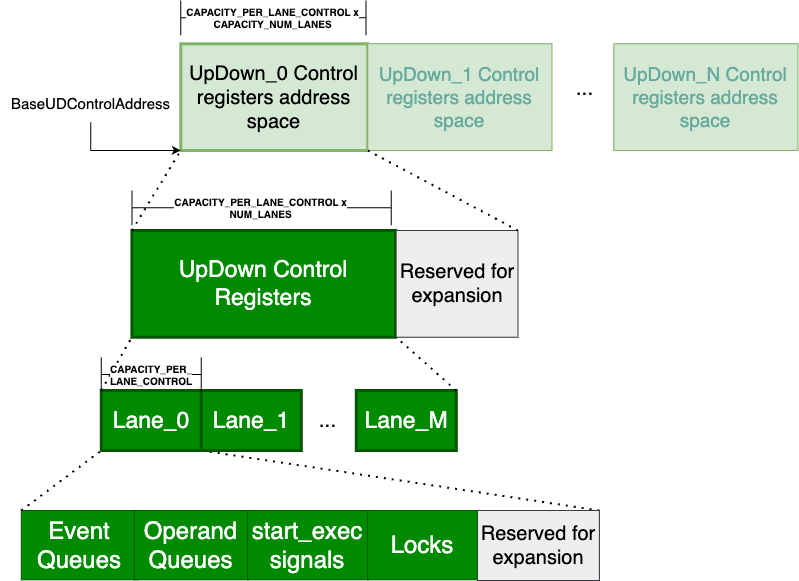 CAPACITY_PER_LANE_CONTROL x
CAPACITY_NUM_LANES
UpDown_0 Control
registers address
space
UpDown_1 Control
registers address
space
...
UpDown_N Control
registers address
space
BaseUDControlAddress
CAPACITY_PER_LANE_CONTROL x
NUM_LANES
UpDown Control
Registers
Reserved for
expansion
CAPACITY_PER_
LANE_CONTROL
Lane_0
Lane_1
...
Lane_M
Event
Queues
Operand
Queues
start_exec
signals
Locks
Reserved for
expansion